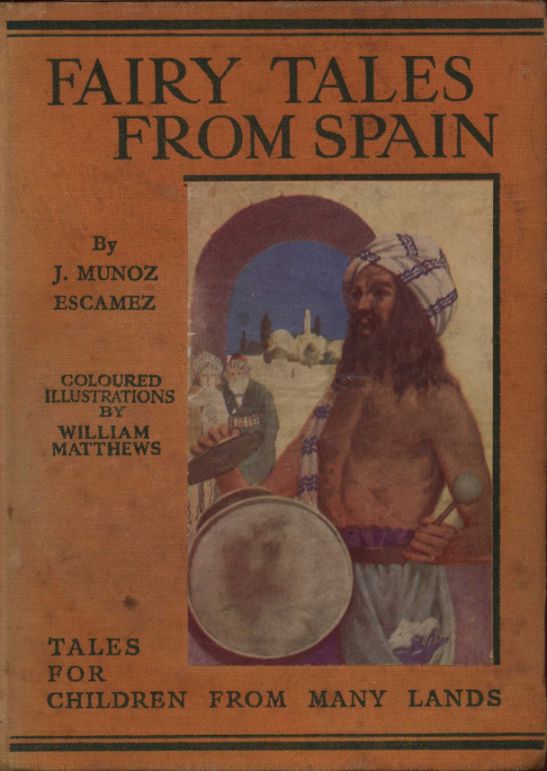 FAIRY TALES
FROM SPAIN
By
J. MUNOZ
ESCAMEZ
COLOURED
ILLUSTRATIONS
BY
WILLIAM
MATTHEWS
TALES
FOR
CHILDREN FROM MANY LANDS